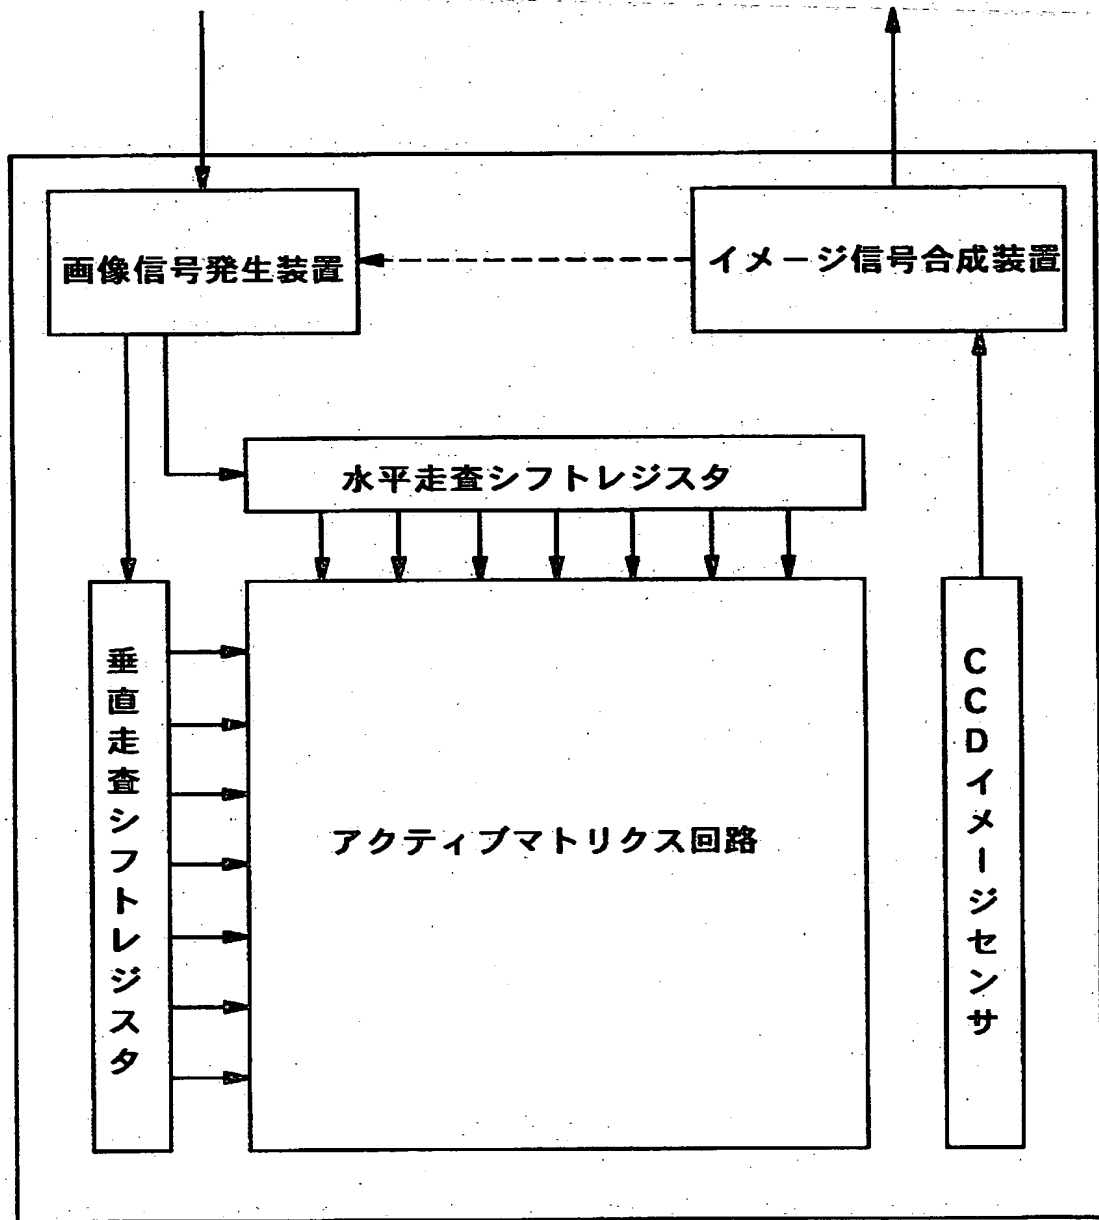 画像信号発生装置
イメージ信号合成装置
水平走査シフトレジスタ
垂直走査シフトレジスタ
アクティブマトリクス回路
CCDイメージセンサ